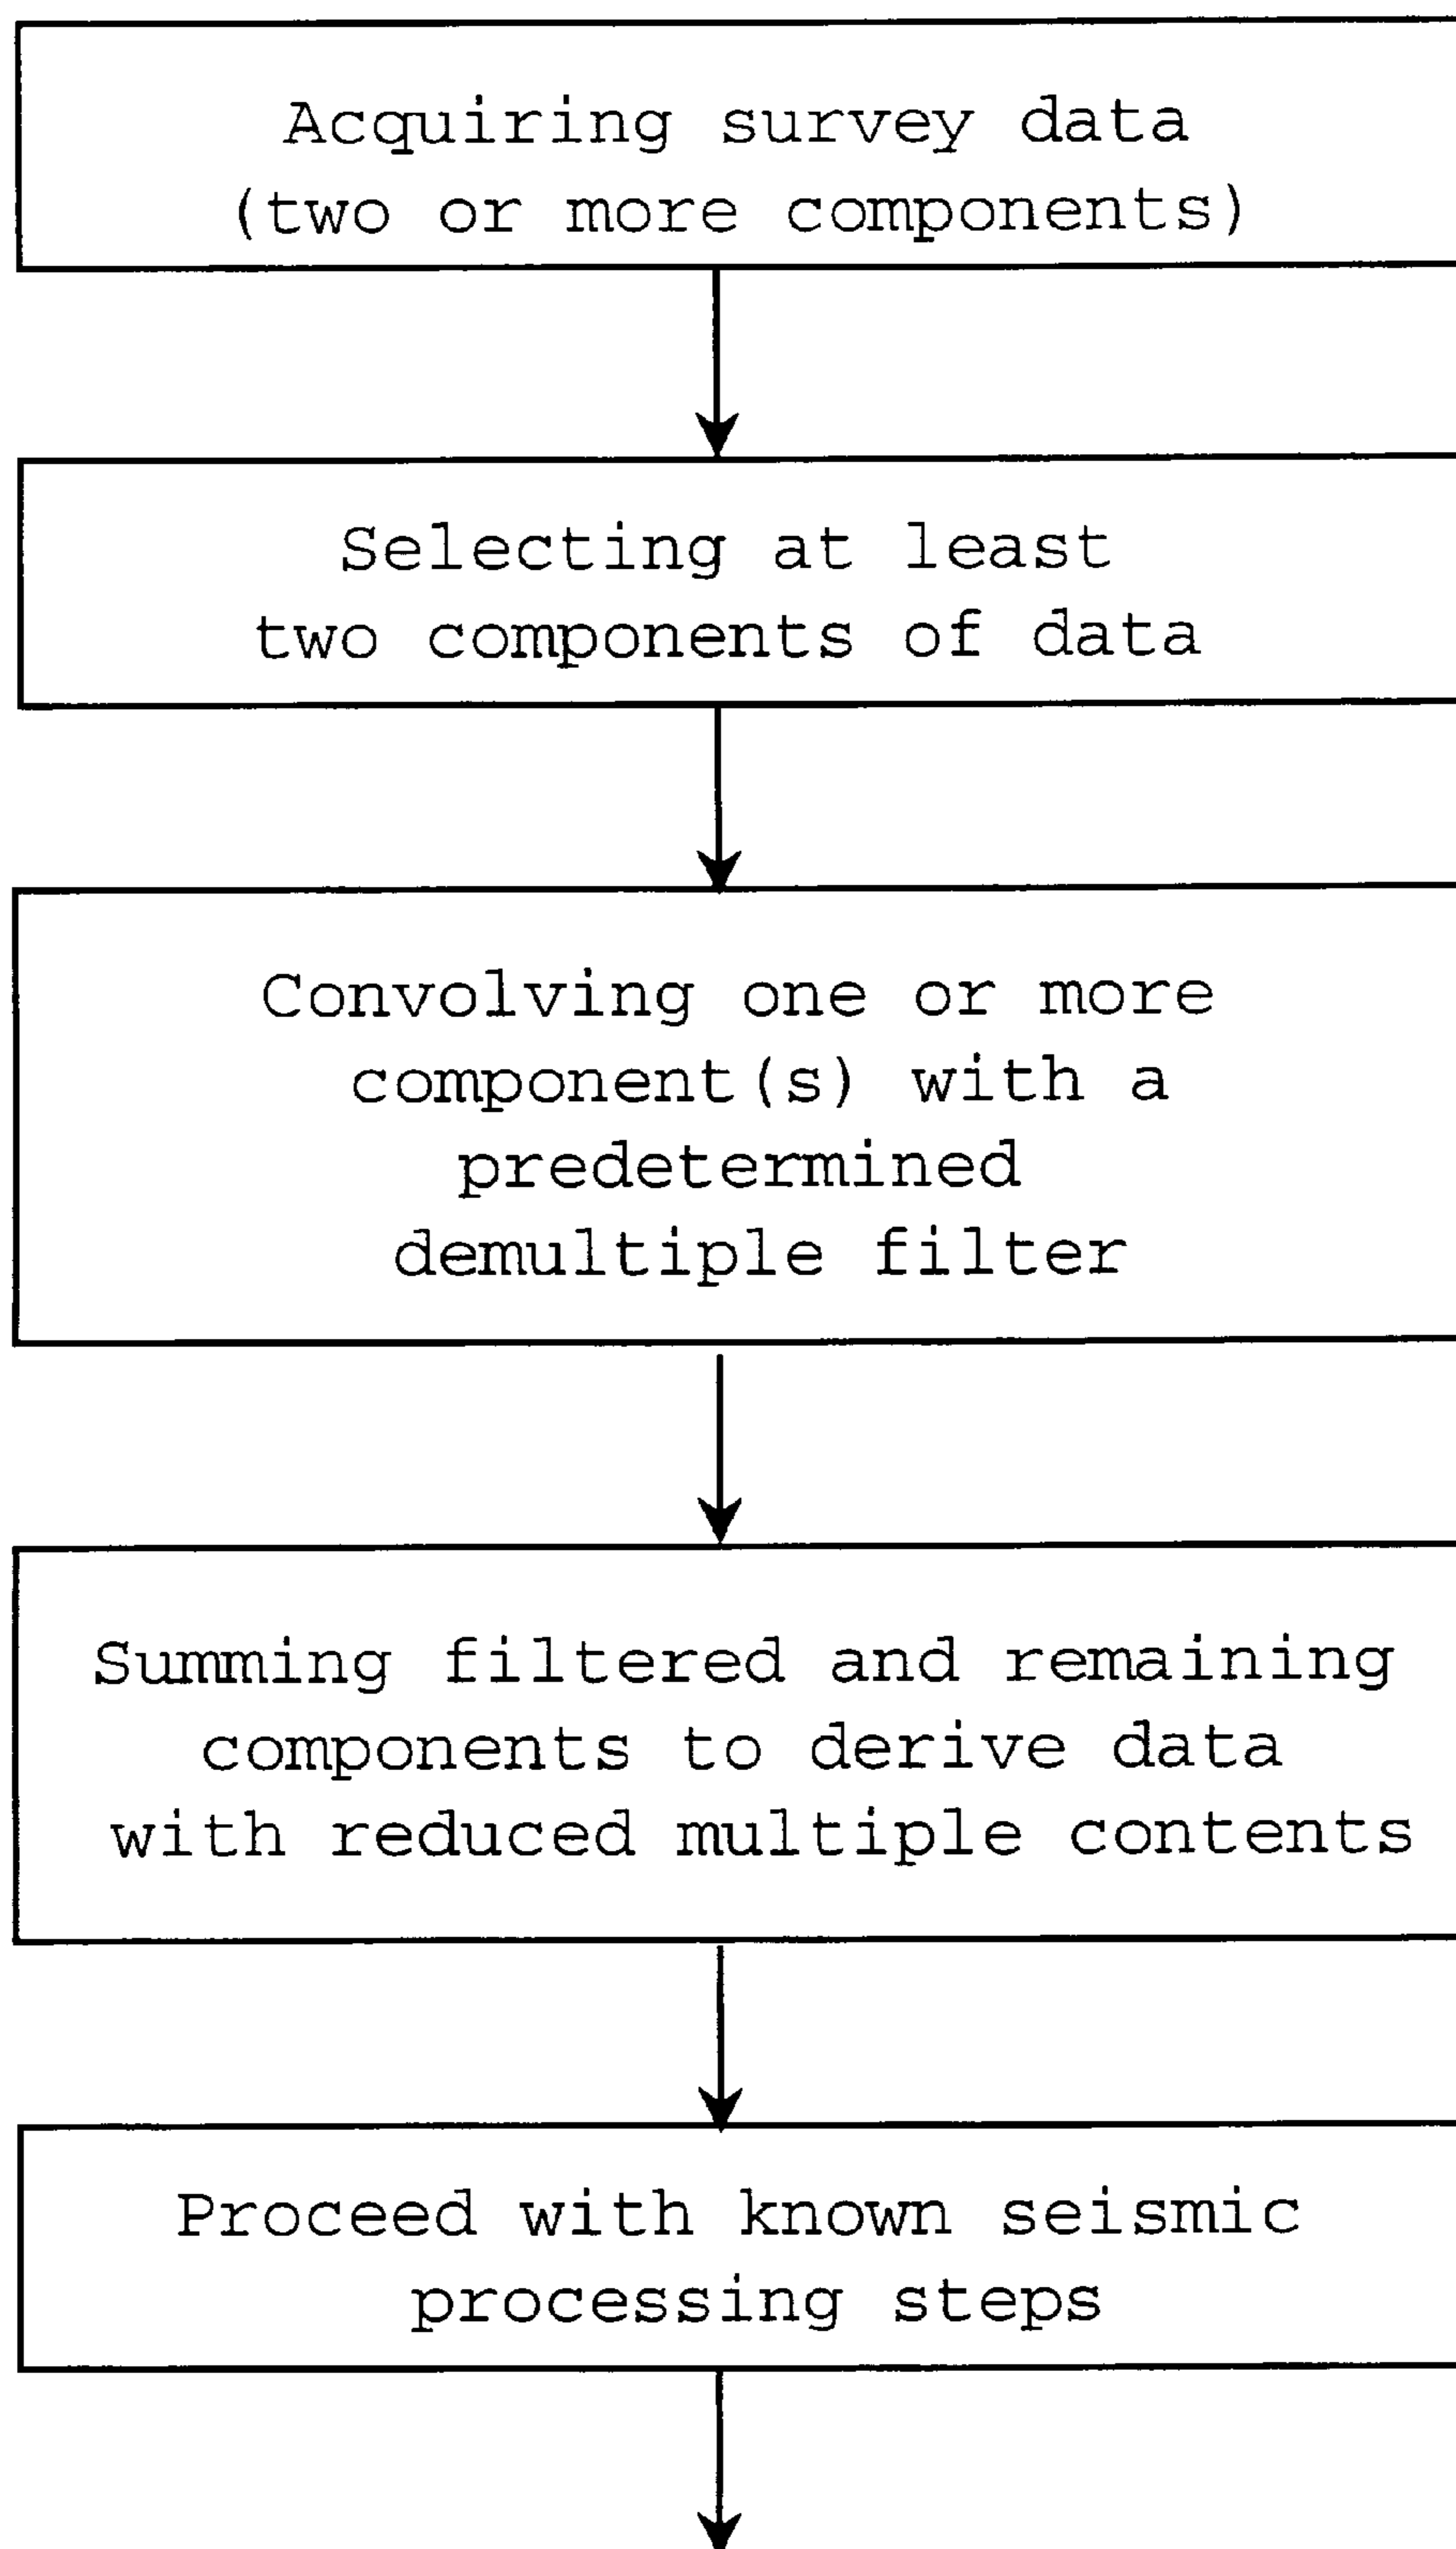 Acquiring survey data
(two or more components)
Selecting at least
two components of data
Convolving one or more
component(s) with a
predetermined
demultiple filter
Summing filtered and remaining
components to derive data
with reduced multiple contents
Proceed with known seismic
processing steps